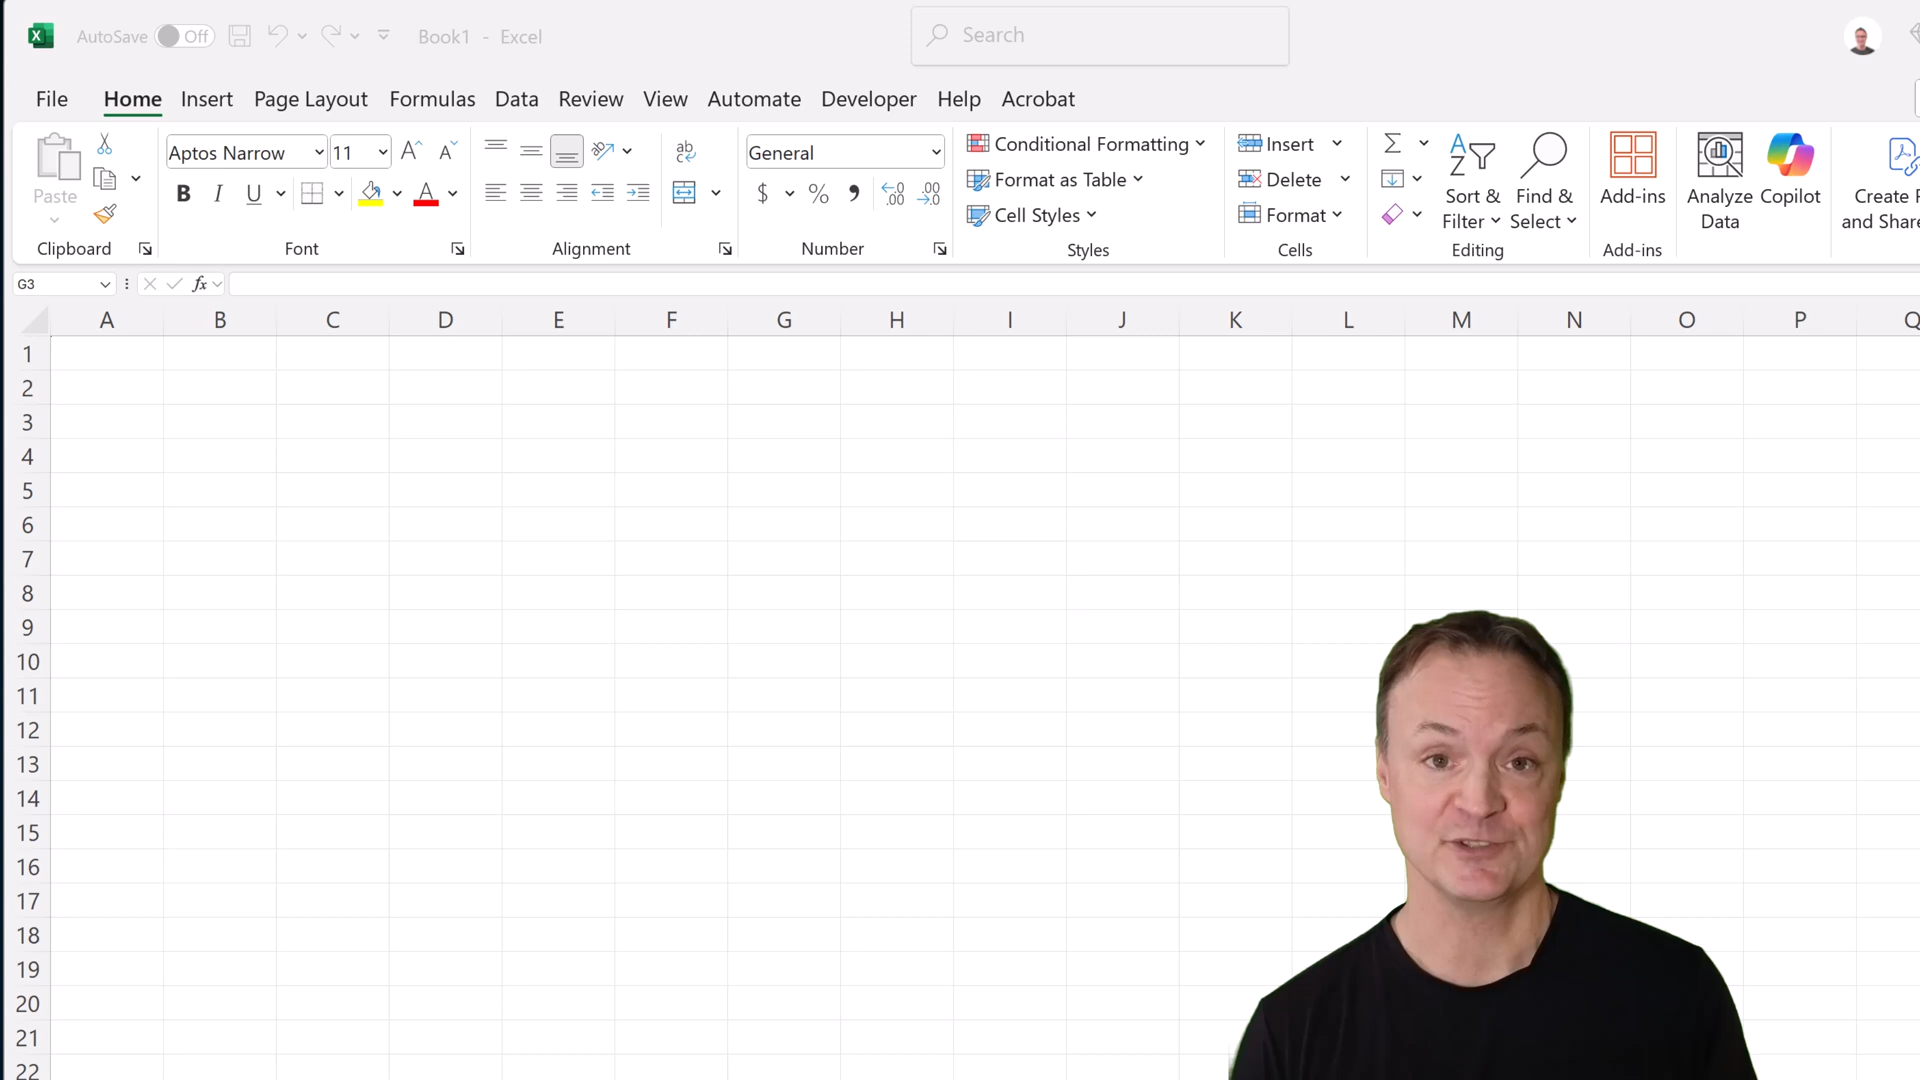 AutoSave Off Book1 - Excel Search
File Home Insert Page Layout Formulas Data Review View Automate Developer Help Acrobat
Paste
Clipboard
Aptos Narrow 11
B I U A
Font
ab
c
Alignment
General
$ % ,
Number
Conditional Formatting
Format as Table
Cell Styles
Styles
Insert
Delete
Format
Cells
Sort &
Filter
Find &
Select
Editing
Add-ins
Add-ins
Analyze
Data
Copilot
Create
and Share
G3 fx
A B C D E F G H I J K L M N O P Q
1
2
3
4
5
6
7
8
9
10
11
12
13
14
15
16
17
18
19
20
21
22